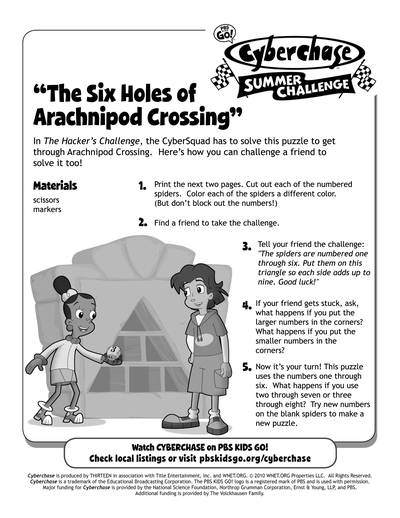 PBS KIDS GO!
Cyberchase
SUMMER
CHALLENGE
“The Six Holes of
Arachnipod Crossing”
In The Hacker's Challenge, the CyberSquad has to solve this puzzle to get
through Arachnipod Crossing.  Here's how you can challenge a friend to
solve it too!
Materials
scissors
markers
1. Print the next two pages. Cut out each of the numbered
spiders.  Color each of the spiders a different color.
(But don't block out the numbers!)
2. Find a friend to take the challenge.
3. Tell your friend the challenge:
"The spiders are numbered one
through six. Put them on this
triangle so each side adds up to
nine. Good luck!"
4. If your friend gets stuck, ask,
what happens if you put the
larger numbers in the corners?
What happens if you put the
smaller numbers in the
corners?
5. Now it's your turn! This puzzle
uses the numbers one through
six.  What happens if you use
two through seven or three
through eight?  Try new numbers
on the blank spiders to make a
new puzzle.
Watch CYBERCHASE on PBS KIDS GO!
Check local listings or visit pbskidsgo.org/cyberchase
Cyberchase is produced by THIRTEEN in association with Title Entertainment, Inc. and WNET.ORG. © 2010 WNET.ORG Properties LLC.  All Rights Reserved.
Cyberchase is a trademark of the Educational Broadcasting Corporation. The PBS KIDS GO! logo is a registered mark of PBS and is used with permission.
Major funding for Cyberchase is provided by the National Science Foundation, Northrop Grumman Corporation, Ernst & Young, LLP, and PBS.
Additional funding is provided by The Volckhausen Family.